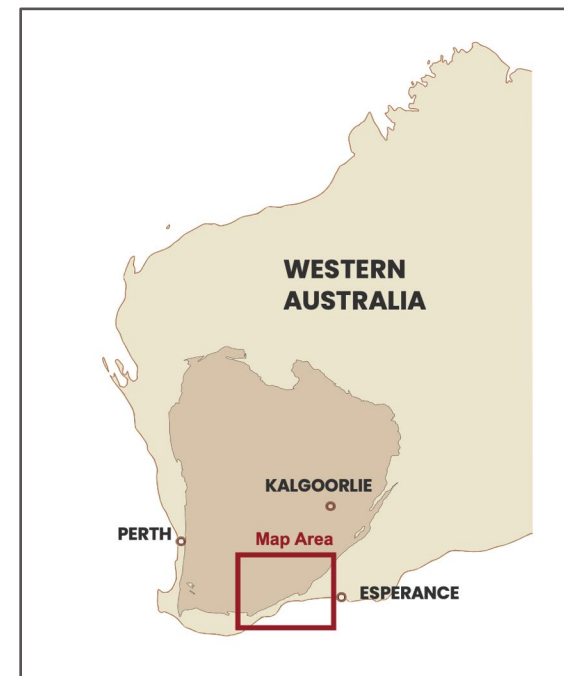 WESTERN
AUSTRALIA
KALGOORLIE
PERTH
Map Area
ESPERANCE